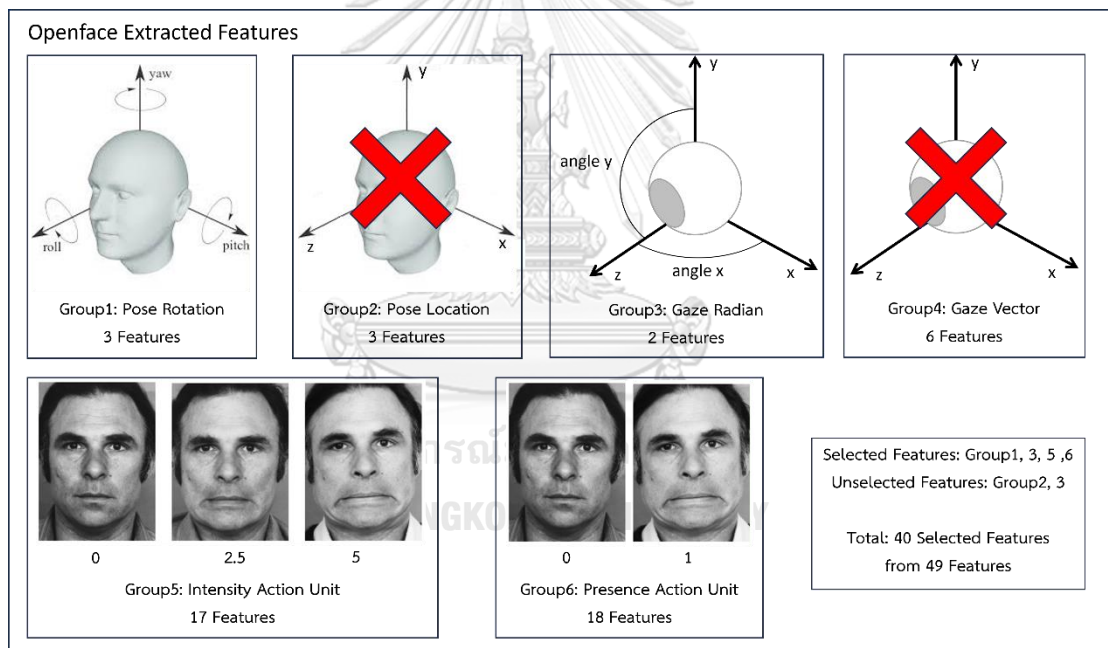 Openface Extracted Features
yaw
roll
pitch
Group1: Pose Rotation
3 Features
y
z
x
Group2: Pose Location
3 Features
y
angle y
z
angle x
x
Group3: Gaze Radian
2 Features
y
z
x
Group4: Gaze Vector
6 Features
0
2.5
5
Group5: Intensity Action Unit
17 Features
0
1
Group6: Presence Action Unit
18 Features
Selected Features: Group1, 3, 5 ,6
Unselected Features: Group2, 3
Total: 40 Selected Features
from 49 Features